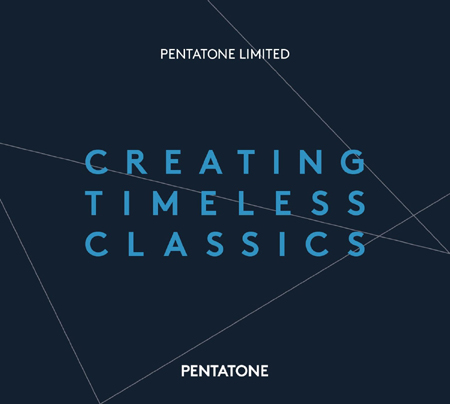 PENTATONE LIMITED
CREATING
TIMELESS
CLASSICS
PENTATONE